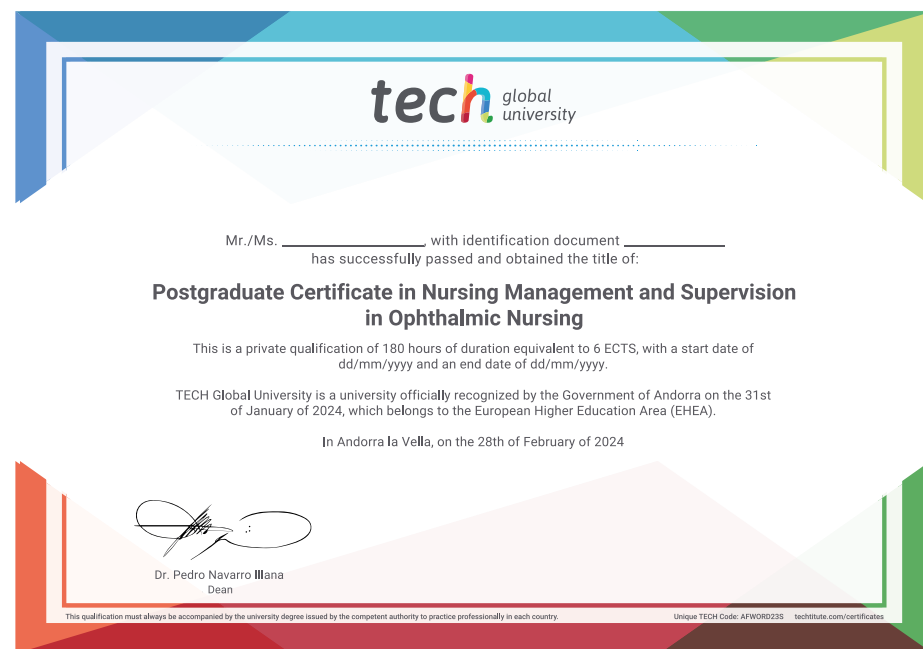 tech global university
Mr./Ms. ____________________, with identification document ______________
has successfully passed and obtained the title of:
Postgraduate Certificate in Nursing Management and Supervision
in Ophthalmic Nursing
This is a private qualification of 180 hours of duration equivalent to 6 ECTS, with a start date of
dd/mm/yyyy and an end date of dd/mm/yyyy.
TECH Global University is a university officially recognized by the Government of Andorra on the 31st
of January of 2024, which belongs to the European Higher Education Area (EHEA).
In Andorra la Vella, on the 28th of February of 2024
Dr. Pedro Navarro Illana
Dean
This qualification must always be accompanied by the university degree issued by the competent authority to practice professionally in each country.
Unique TECH Code: AFWORD23S techtitute.com/certificates